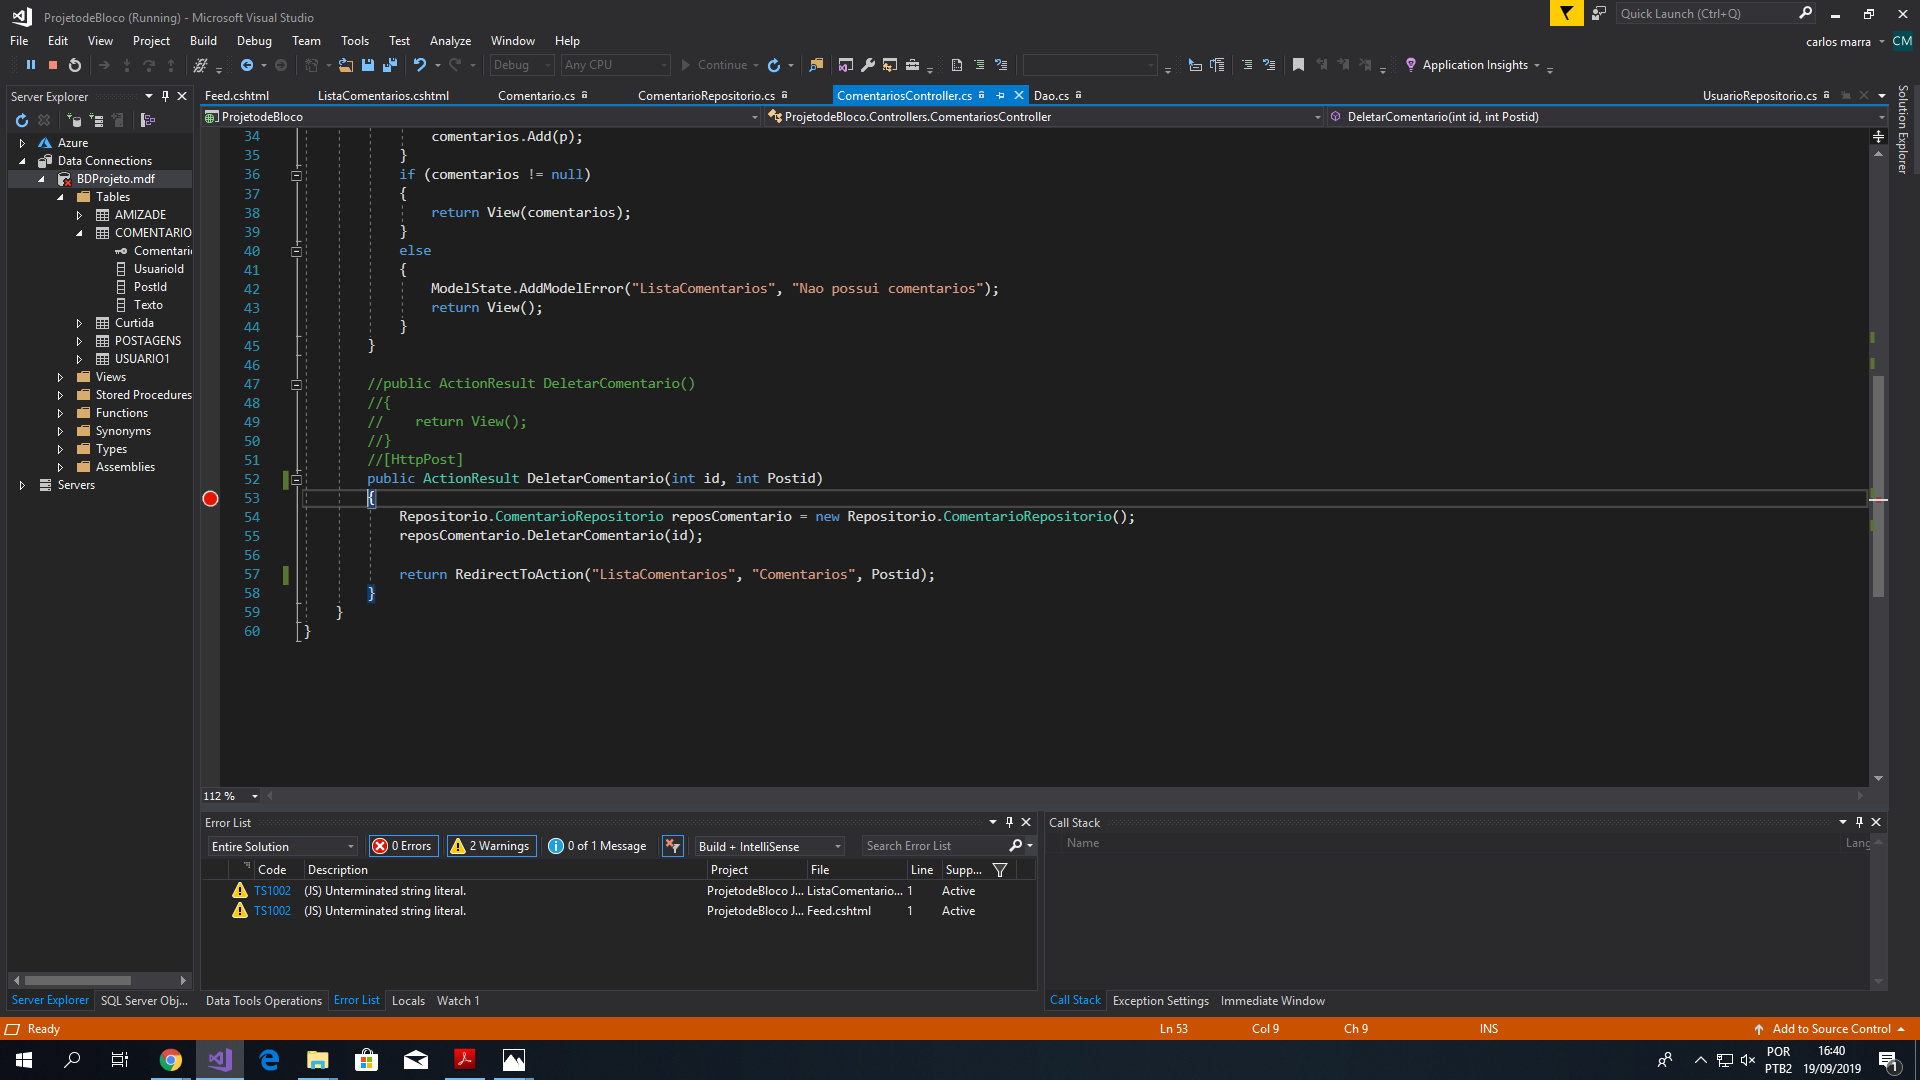 ProjetodeBloco (Running) - Microsoft Visual Studio
Quick Launch (Ctrl+Q)
File Edit View Project Build Debug Team Tools Test Analyze Window Help
carlos marra CM
Debug Any CPU Continue Application Insights
Server Explorer
Feed.cshtml ListaComentarios.cshtml Comentario.cs ComentarioRepositorio.cs ComentariosController.cs Dao.cs UsuarioRepositorio.cs
ProjetodeBloco ProjetodeBloco.Controllers.ComentariosController DeletarComentario(int id, int Postid)
Solution Explorer
Azure
Data Connections
BDProjeto.mdf
Tables
AMIZADE
COMENTARIO
Comentari
UsuarioId
PostId
Texto
Curtida
POSTAGENS
USUARIO1
Views
Stored Procedures
Functions
Synonyms
Types
Assemblies
Servers
34 comentarios.Add(p);
35 }
36 if (comentarios != null)
37 {
38 return View(comentarios);
39 }
40 else
41 {
42 ModelState.AddModelError("ListaComentarios", "Nao possui comentarios");
43 return View();
44 }
45 }
46
47 //public ActionResult DeletarComentario()
48 //{
49 // return View();
50 //}
51 //[HttpPost]
52 public ActionResult DeletarComentario(int id, int Postid)
53 {
54 Repositorio.ComentarioRepositorio reposComentario = new Repositorio.ComentarioRepositorio();
55 reposComentario.DeletarComentario(id);
56
57 return RedirectToAction("ListaComentarios", "Comentarios", Postid);
58 }
59 }
60 }
112 %
Error List
Entire Solution 0 Errors 2 Warnings 0 of 1 Message Build + IntelliSense Search Error List
Code Description Project File Line Supp...
TS1002 (JS) Unterminated string literal. ProjetodeBloco J... ListaComentario... 1 Active
TS1002 (JS) Unterminated string literal. ProjetodeBloco J... Feed.cshtml 1 Active
Call Stack
Name Lang
Server Explorer SQL Server Obj... Data Tools Operations Error List Locals Watch 1
Call Stack Exception Settings Immediate Window
Ready Ln 53 Col 9 Ch 9 INS Add to Source Control
POR
PTB2
16:40
19/09/2019
1